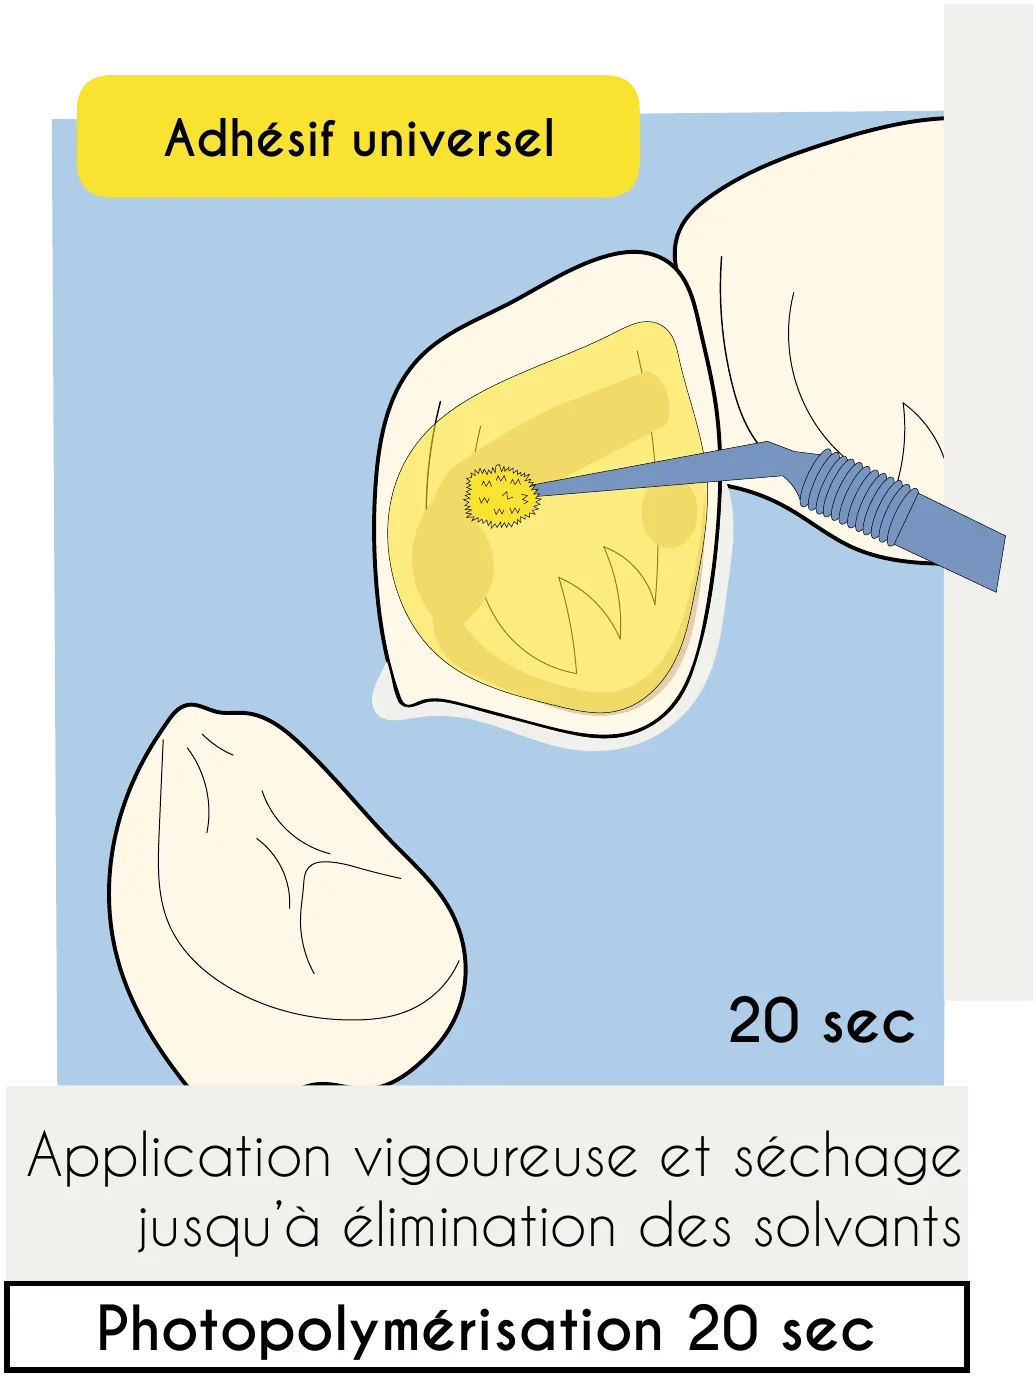 Adhésif universel
20 sec
Application vigoureuse et séchage
jusqu'à élimination des solvants
Photopolymérisation 20 sec